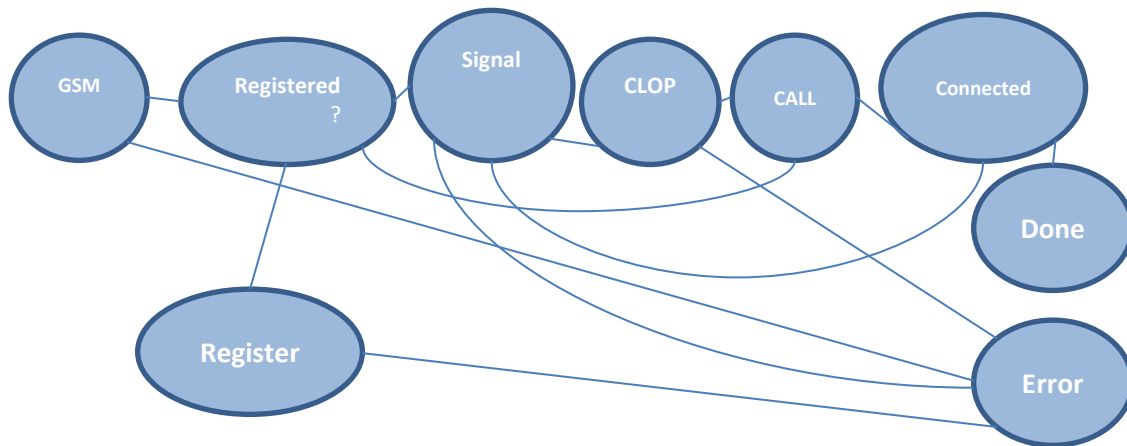 GSM
Registered
?
Signal
CLOP
CALL
Connected
Done
Register
Error